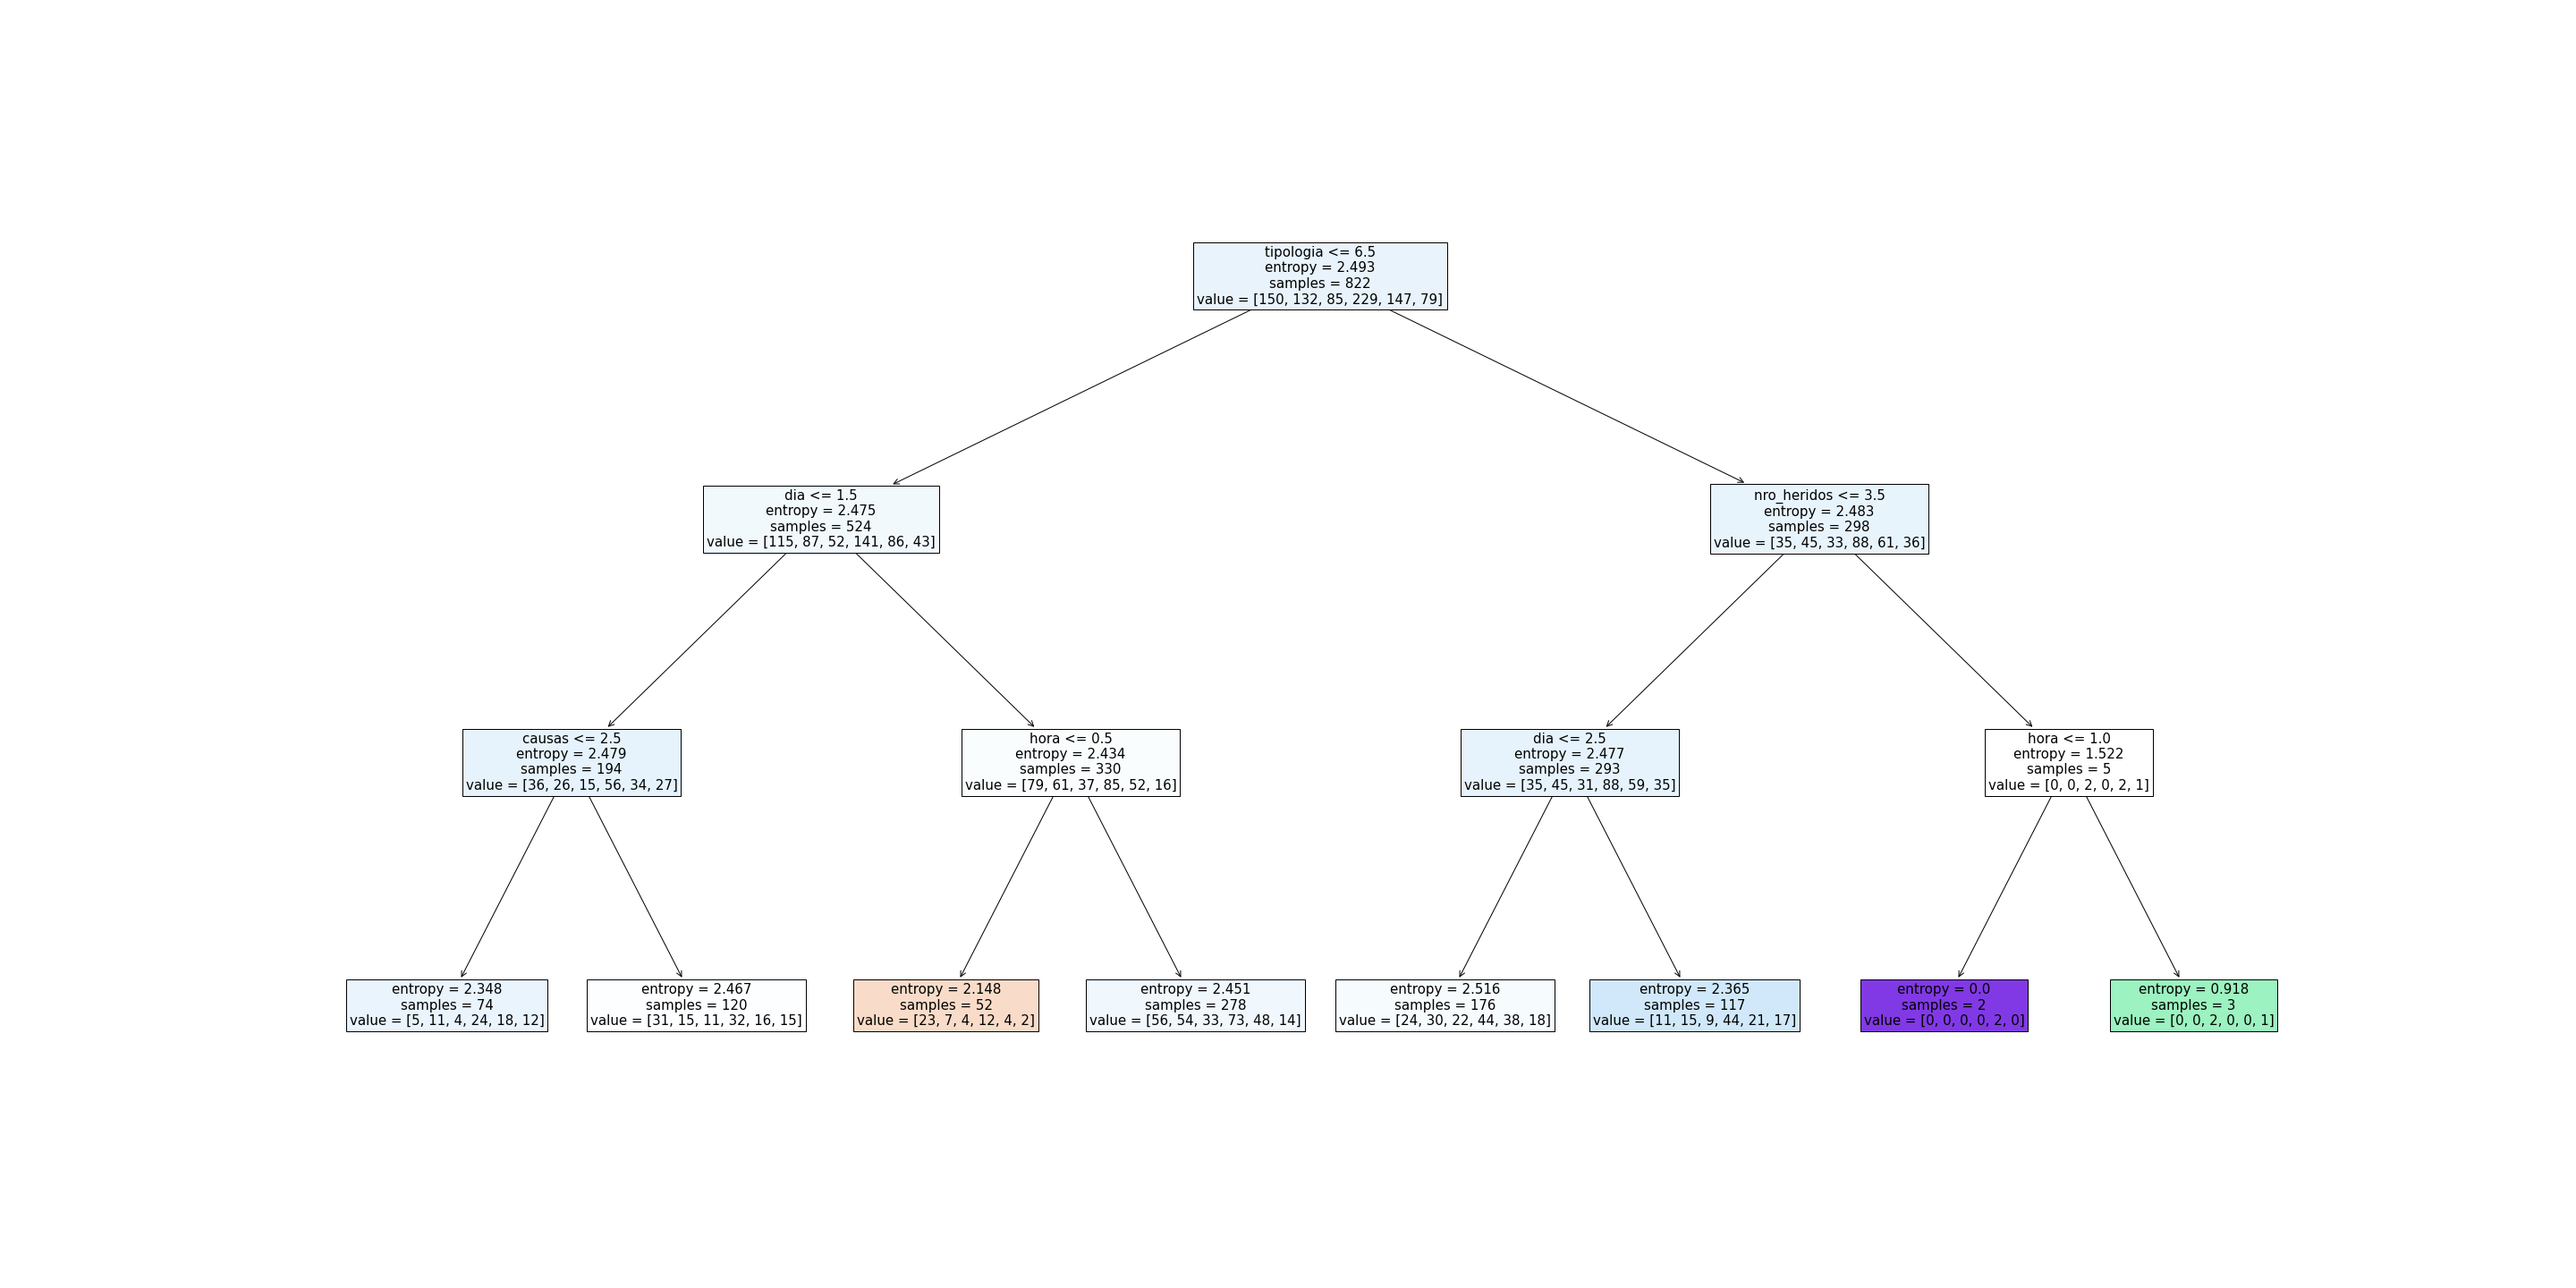 tipologia <= 6.5
entropy = 2.493
samples = 822
value = [150, 132, 85, 229, 147, 79]
dia <= 1.5
entropy = 2.475
samples = 524
value = [115, 87, 52, 141, 86, 43]
nro_heridos <= 3.5
entropy = 2.483
samples = 298
value = [35, 45, 33, 88, 61, 36]
causas <= 2.5
entropy = 2.479
samples = 194
value = [36, 26, 15, 56, 34, 27]
hora <= 0.5
entropy = 2.434
samples = 330
value = [79, 61, 37, 85, 52, 16]
dia <= 2.5
entropy = 2.477
samples = 293
value = [35, 45, 31, 88, 59, 35]
hora <= 1.0
entropy = 1.522
samples = 5
value = [0, 0, 2, 0, 2, 1]
entropy = 2.348
samples = 74
value = [5, 11, 4, 24, 18, 12]
entropy = 2.467
samples = 120
value = [31, 15, 11, 32, 16, 15]
entropy = 2.148
samples = 52
value = [23, 7, 4, 12, 4, 2]
entropy = 2.451
samples = 278
value = [56, 54, 33, 73, 48, 14]
entropy = 2.516
samples = 176
value = [24, 30, 22, 44, 38, 18]
entropy = 2.365
samples = 117
value = [11, 15, 9, 44, 21, 17]
entropy = 0.0
samples = 2
value = [0, 0, 0, 0, 2, 0]
entropy = 0.918
samples = 3
value = [0, 0, 2, 0, 0, 1]